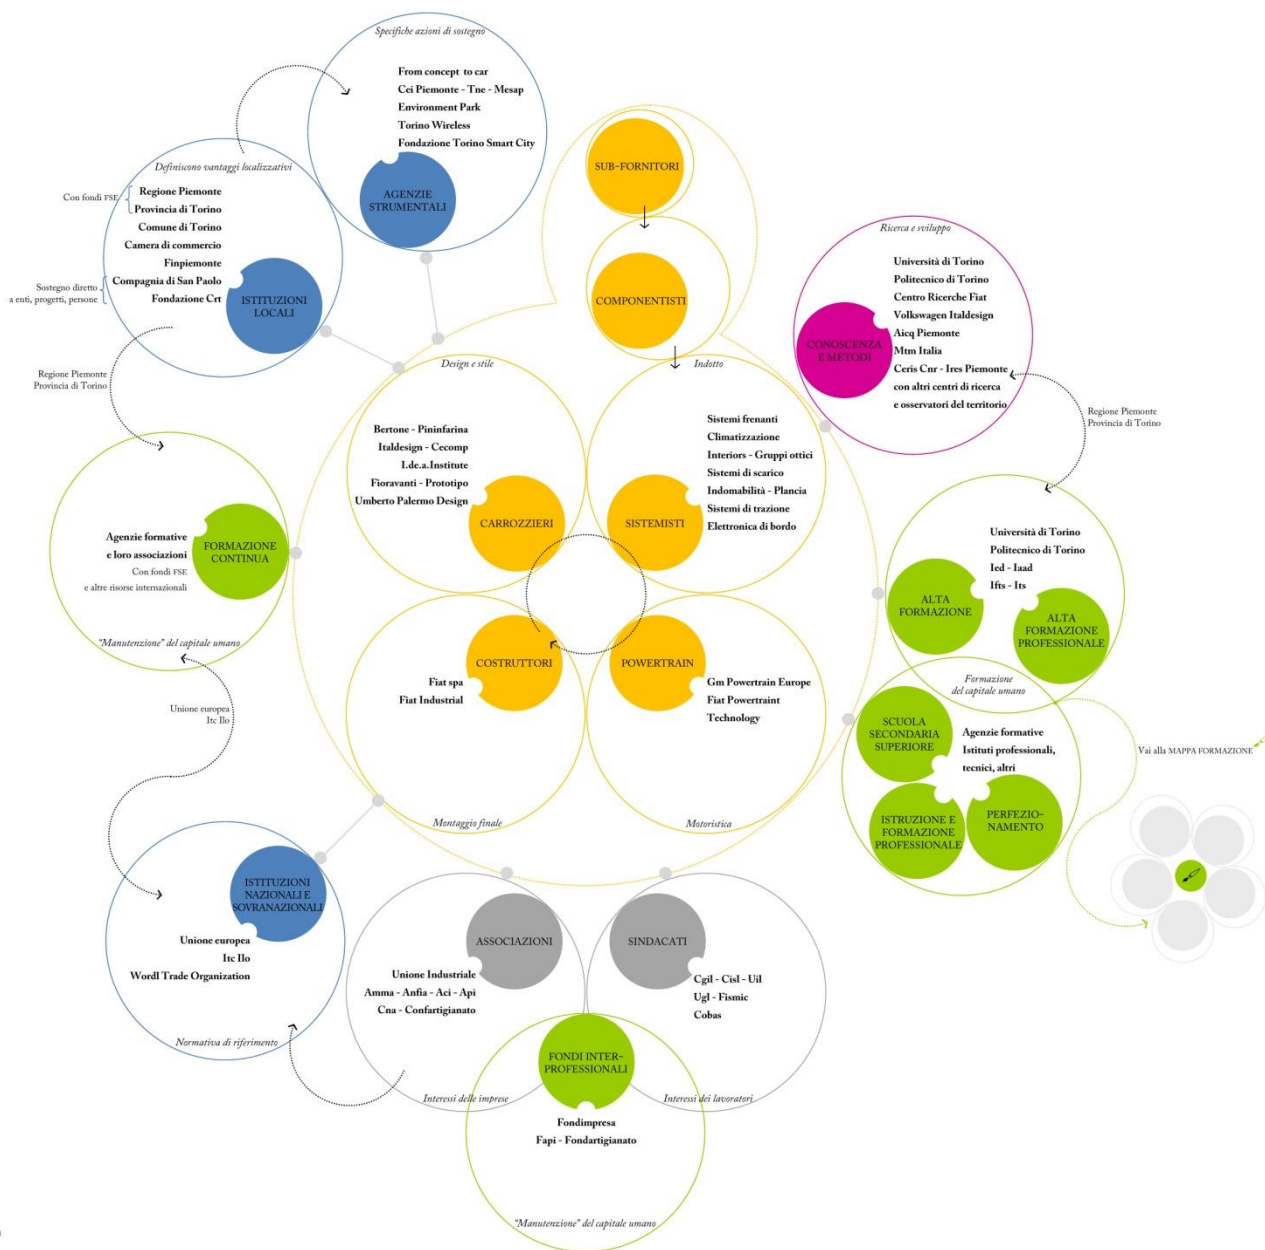 Specifiche azioni di sostegno
From concept to car
Cei Piemonte - Tne - Mesap
Environment Park
Torino Wireless
Fondazione Torino Smart City
AGENZIE
STRUMENTALI
Definiscono vantaggi localizzativi
Con fondi FSE
Regione Piemonte
Provincia di Torino
Comune di Torino
Camera di commercio
Finpiemonte
Compagnia di San Paolo
Fondazione Crt
Sostegno diretto
a enti, progetti, persone
ISTITUZIONI
LOCALI
SUB-FORNITORI
COMPONENTISTI
Ricerca e sviluppo
Università di Torino
Politecnico di Torino
Centro Ricerche Fiat
Volkswagen Italdesign
Aicq Piemonte
Mtm Italia
Ceris Cnr - Ires Piemonte
con altri centri di ricerca
e osservatori del territorio
CONOSCENZA
E METODI
Regione Piemonte
Provincia di Torino
Design e stile
Bertone - Pininfarina
Italdesign - Cecomp
I.de.a.Institute
Fioravanti - Prototipo
Umberto Palermo Design
CARROZZIERI
Indotto
Sistemi frenanti
Climatizzazione
Interiors - Gruppi ottici
Sistemi di scarico
Indomabilità - Plancia
Sistemi di trazione
Elettronica di bordo
SISTEMISTI
Regione Piemonte
Provincia di Torino
Agenzie formative
e loro associazioni
Con fondi FSE
e altre risorse internazionali
FORMAZIONE
CONTINUA
"Manutenzione" del capitale umano
Università di Torino
Politecnico di Torino
Ied - Iaad
Ifts - Its
ALTA
FORMAZIONE
ALTA
FORMAZIONE
PROFESSIONALE
COSTRUTTORI
Fiat spa
Fiat Industrial
Montaggio finale
POWERTRAIN
Gm Powertrain Europe
Fiat Powertraint
Technology
Motoristica
Formazione
del capitale umano
SCUOLA
SECONDARIA
SUPERIORE
Agenzie formative
Istituti professionali,
tecnici, altri
ISTRUZIONE E
FORMAZIONE
PROFESSIONALE
PERFEZIO-
NAMENTO
Vai alla MAPPA FORMAZIONE
Unione europea
Itc Ilo
ISTITUZIONI
NAZIONALI E
SOVRANAZIONALI
Unione europea
Itc Ilo
Wordl Trade Organization
Normativa di riferimento
ASSOCIAZIONI
Unione Industriale
Amma - Anfia - Aci - Api
Cna - Confartigianato
Interessi delle imprese
SINDACATI
Cgil - Cisl - Uil
Ugl - Fismic
Cobas
Interessi dei lavoratori
FONDI INTER-
PROFESSIONALI
Fondimpresa
Fapi - Fondartigianato
"Manutenzione" del capitale umano